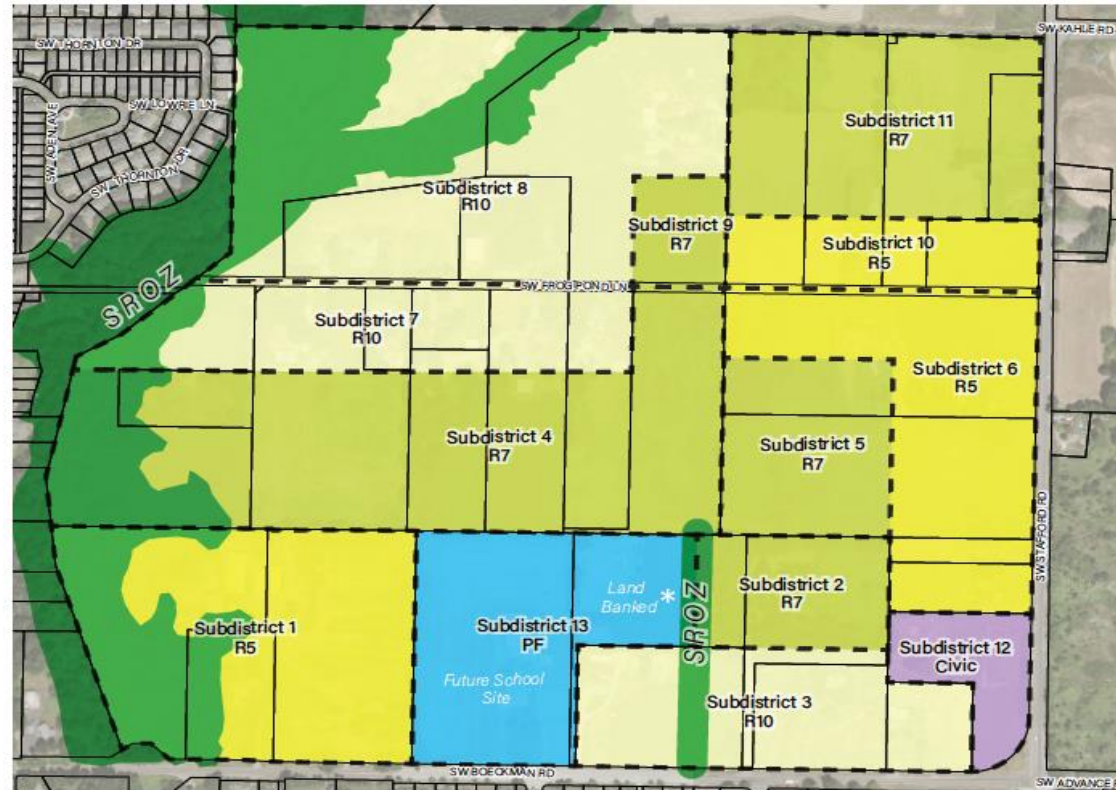 SW KAHLE RD
SW THORNTON DR
SW LOWRIE LN
SW ADEN AVE
SW THORNTON DR
Subdistrict 11
R7
Subdistrict 8
R10
Subdistrict 9
R7
Subdistrict 10
R5
SROZ
SW FROG POND LN
Subdistrict 7
R10
Subdistrict 6
R5
Subdistrict 4
R7
Subdistrict 5
R7
SW STAFFORD RD
Land
Banked *
SROZ
Subdistrict 2
R7
Subdistrict 1
R5
Subdistrict 13
PF
Future School
Site
Subdistrict 12
Civic
Subdistrict 3
R10
SW BOECKMAN RD
SW ADVANCE